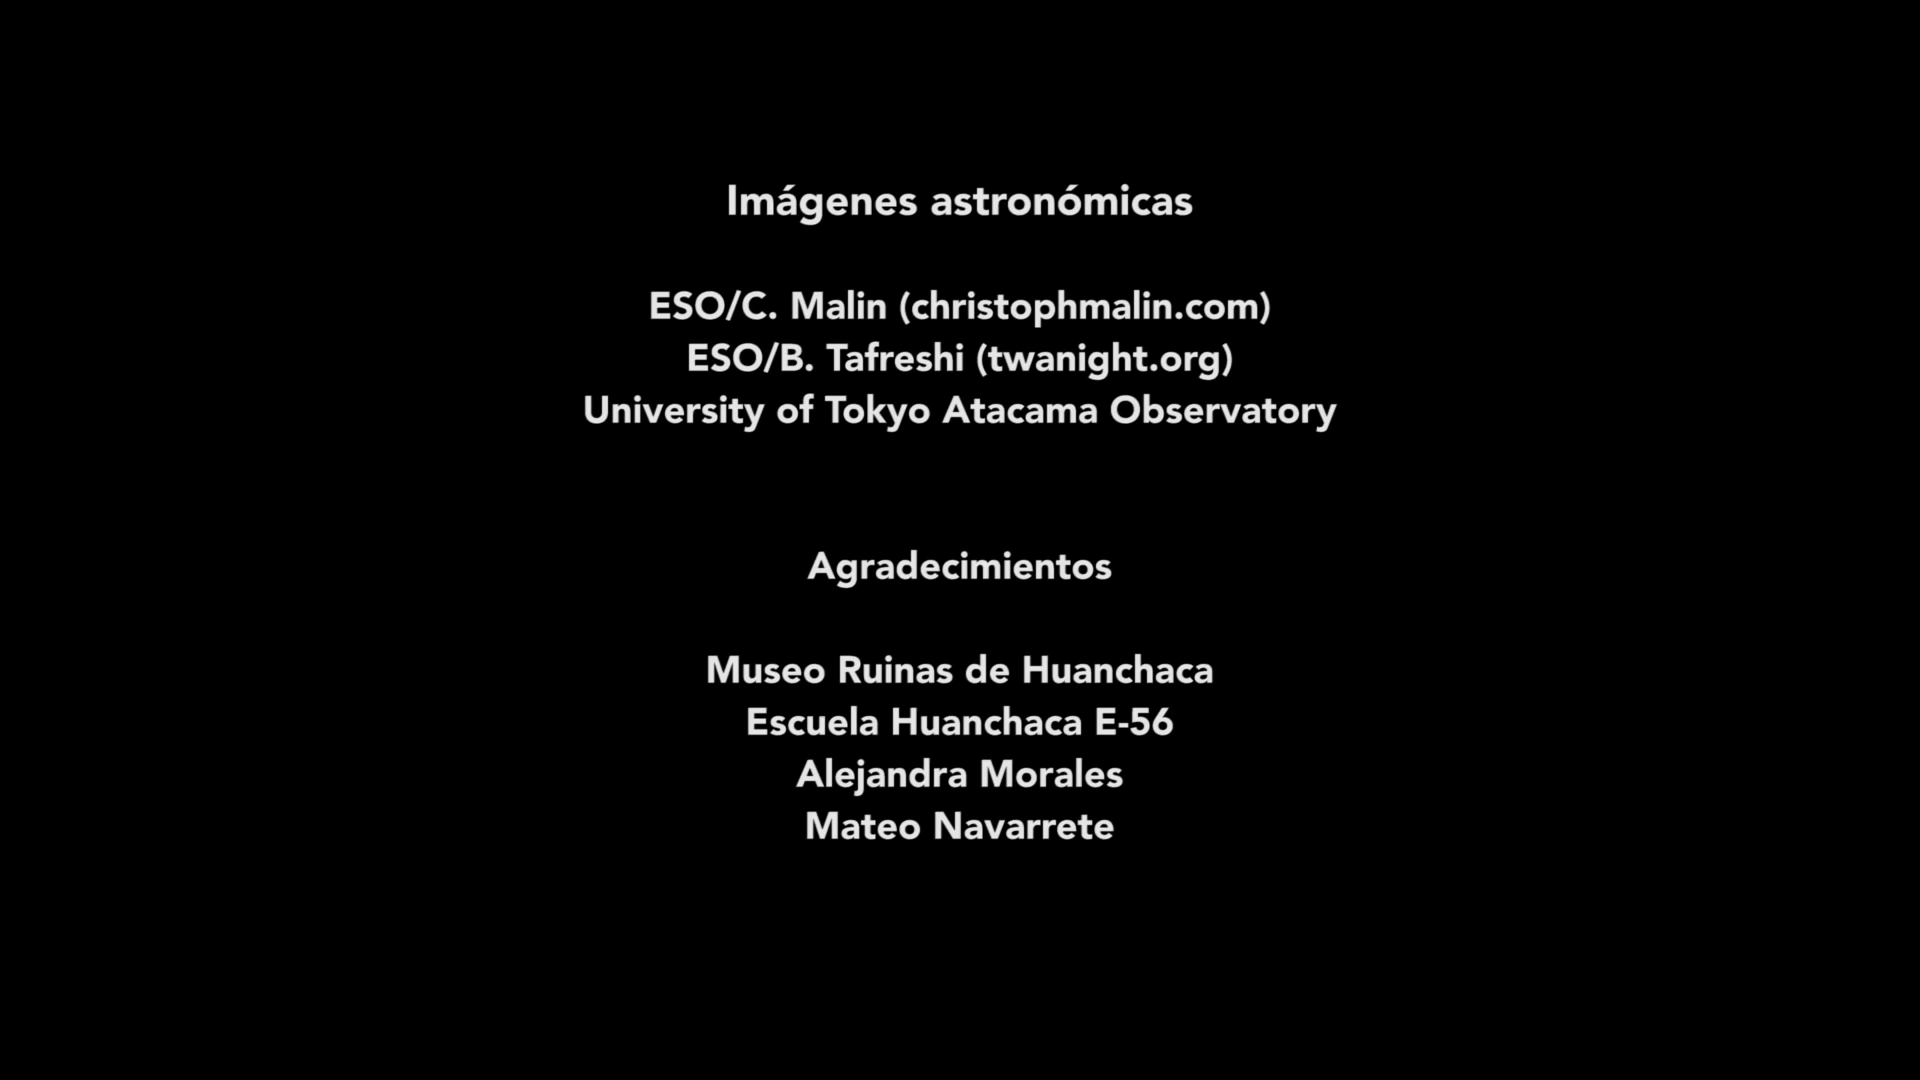 Imágenes astronómicas
ESO/C. Malin (christophmalin.com)
ESO/B. Tafreshi (twanight.org)
University of Tokyo Atacama Observatory
Agradecimientos
Museo Ruinas de Huanchaca
Escuela Huanchaca E-56
Alejandra Morales
Mateo Navarrete